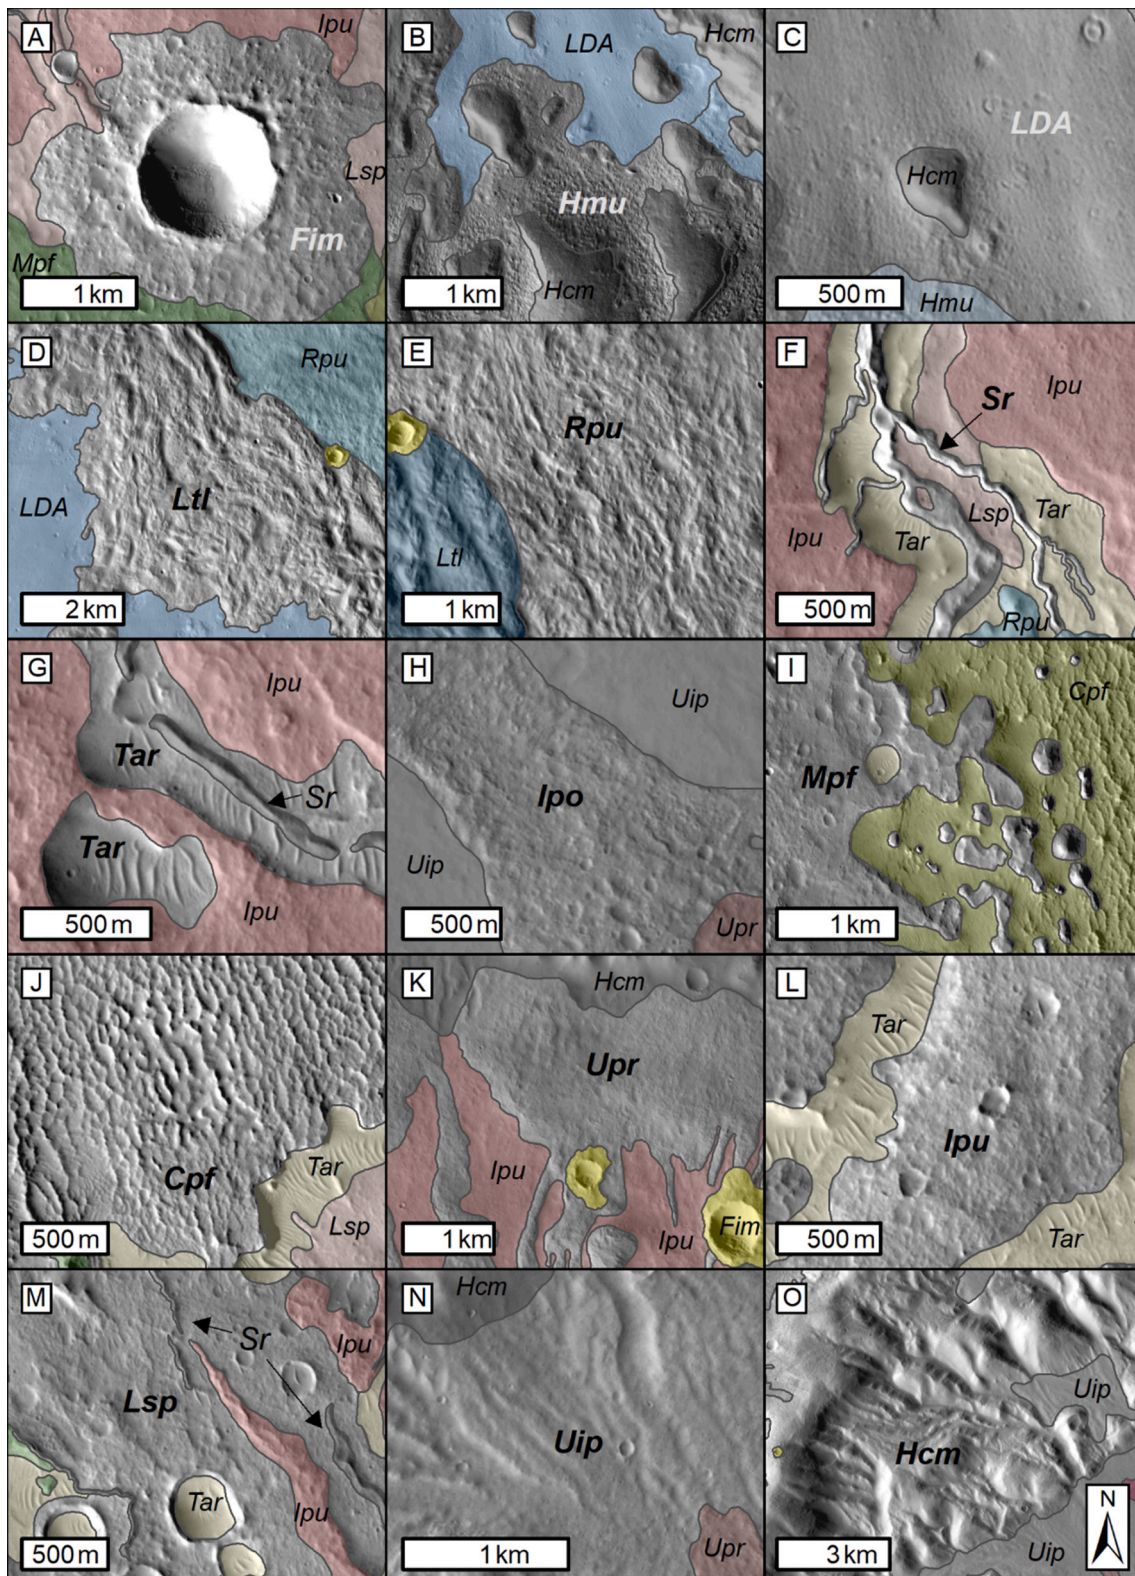 A
Ipu
Lsp
Fim
Mpf
1 km
B
LDA
Hcm
Hmu
Hcm
1 km
C
LDA
Hcm
500 m
Hmu
D
Rpu
LDA
Ltl
2 km
E
Rpu
Ltl
1 km
F
Ipu
Sr
Lsp
Tar
Ipu
Tar
500 m
Rpu
G
Ipu
Tar
Sr
Tar
Ipu
500 m
H
Uip
Ipo
Uip
500 m
Upr
I
Cpf
Mpf
1 km
J
Cpf
Tar
Lsp
500 m
K
Hcm
Upr
Ipu
1 km
Ipu
Fim
L
Tar
Ipu
500 m
Tar
M
Sr
Ipu
Lsp
Tar
Ipu
500 m
N
Hcm
Uip
1 km
Upr
O
Uip
Hcm
N
3 km
Uip